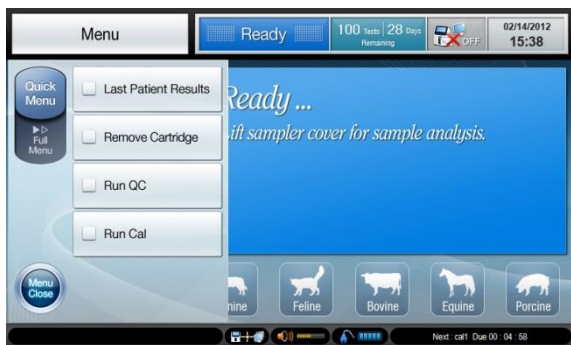 Menu
Ready
100 Tests 28 Days
Remaining
OFF
02/14/2012
15:38
Quick
Menu
Full
Menu
Last Patient Results
Remove Cartridge
Run QC
Run Cal
Menu
Close
Ready ...
ift sampler cover for sample analysis.
nine
Feline
Bovine
Equine
Porcine
Next : cal1 Due 00 : 04 : 58